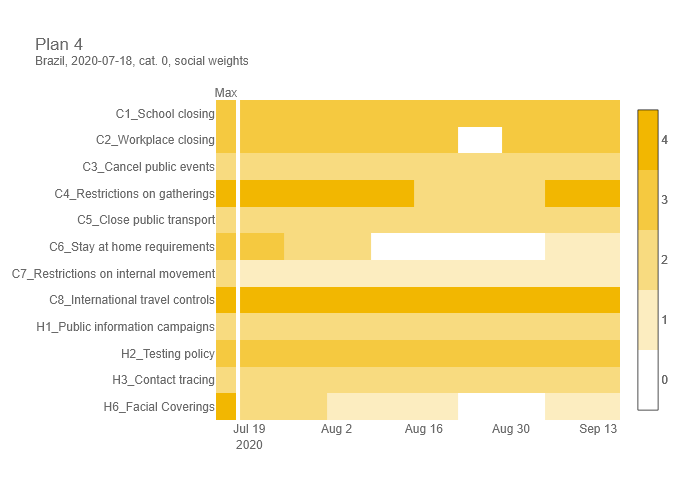 Plan 4
Brazil, 2020-07-18, cat. 0, social weights
Max
C1_School closing
C2_Workplace closing
C3_Cancel public events
C4_Restrictions on gatherings
C5_Close public transport
C6_Stay at home requirements
C7_Restrictions on internal movement
C8_International travel controls
H1_Public information campaigns
H2_Testing policy
H3_Contact tracing
H6_Facial Coverings
Jul 19 Aug 2 Aug 16 Aug 30 Sep 13
2020
4
3
2
1
0